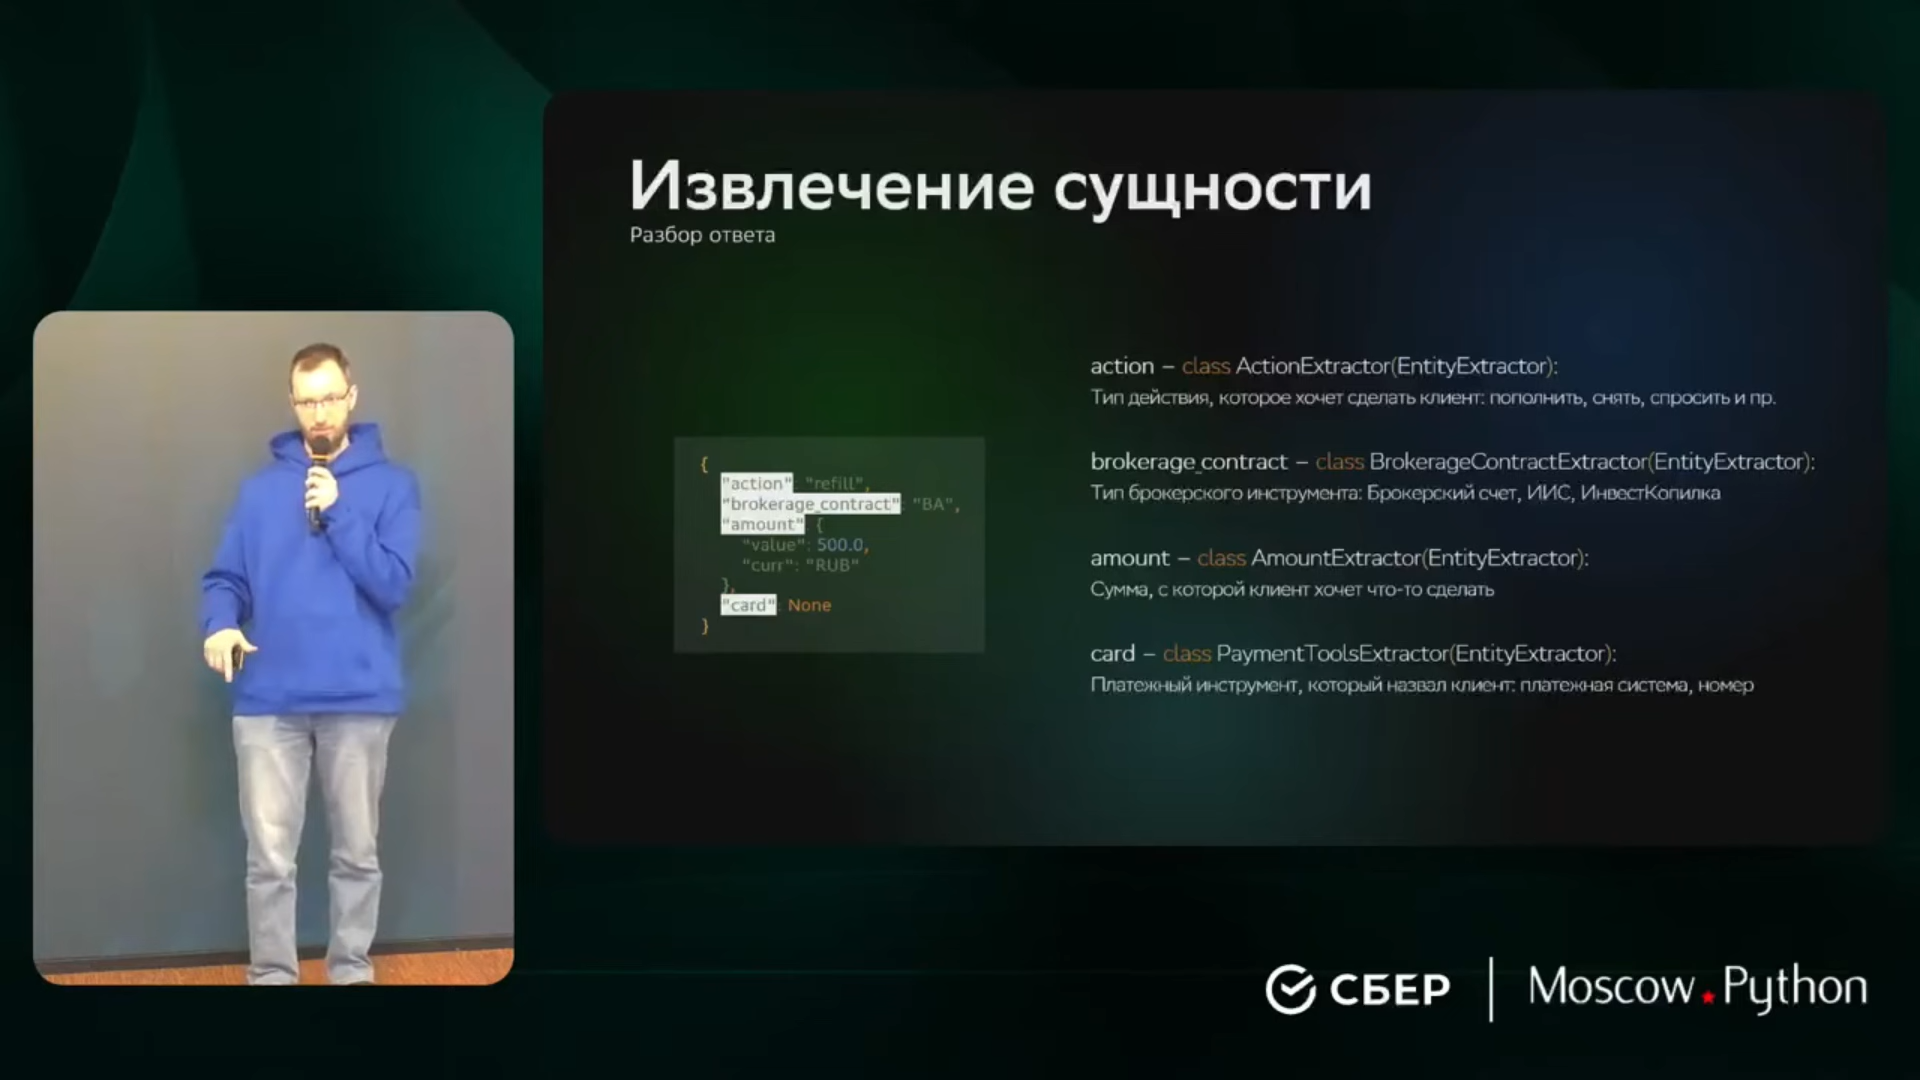 Извлечение сущности
Разбор ответа
{
"action": "refill",
"brokerage_contract": "BA",
"amount": {
"value": 500.0,
"curr": "RUB"
},
"card": None
}
action – class ActionExtractor(EntityExtractor):
Тип действия, которое хочет сделать клиент: пополнить, снять, спросить и пр.
brokerage_contract – class BrokerageContractExtractor(EntityExtractor):
Тип брокерского инструмента: Брокерский счет, ИИС, ИнвестКопилка
amount – class AmountExtractor(EntityExtractor):
Сумма, с которой клиент хочет что-то сделать
card – class PaymentToolsExtractor(EntityExtractor):
Платежный инструмент, который назвал клиент: платежная система, номер
СБЕР
Moscow Python